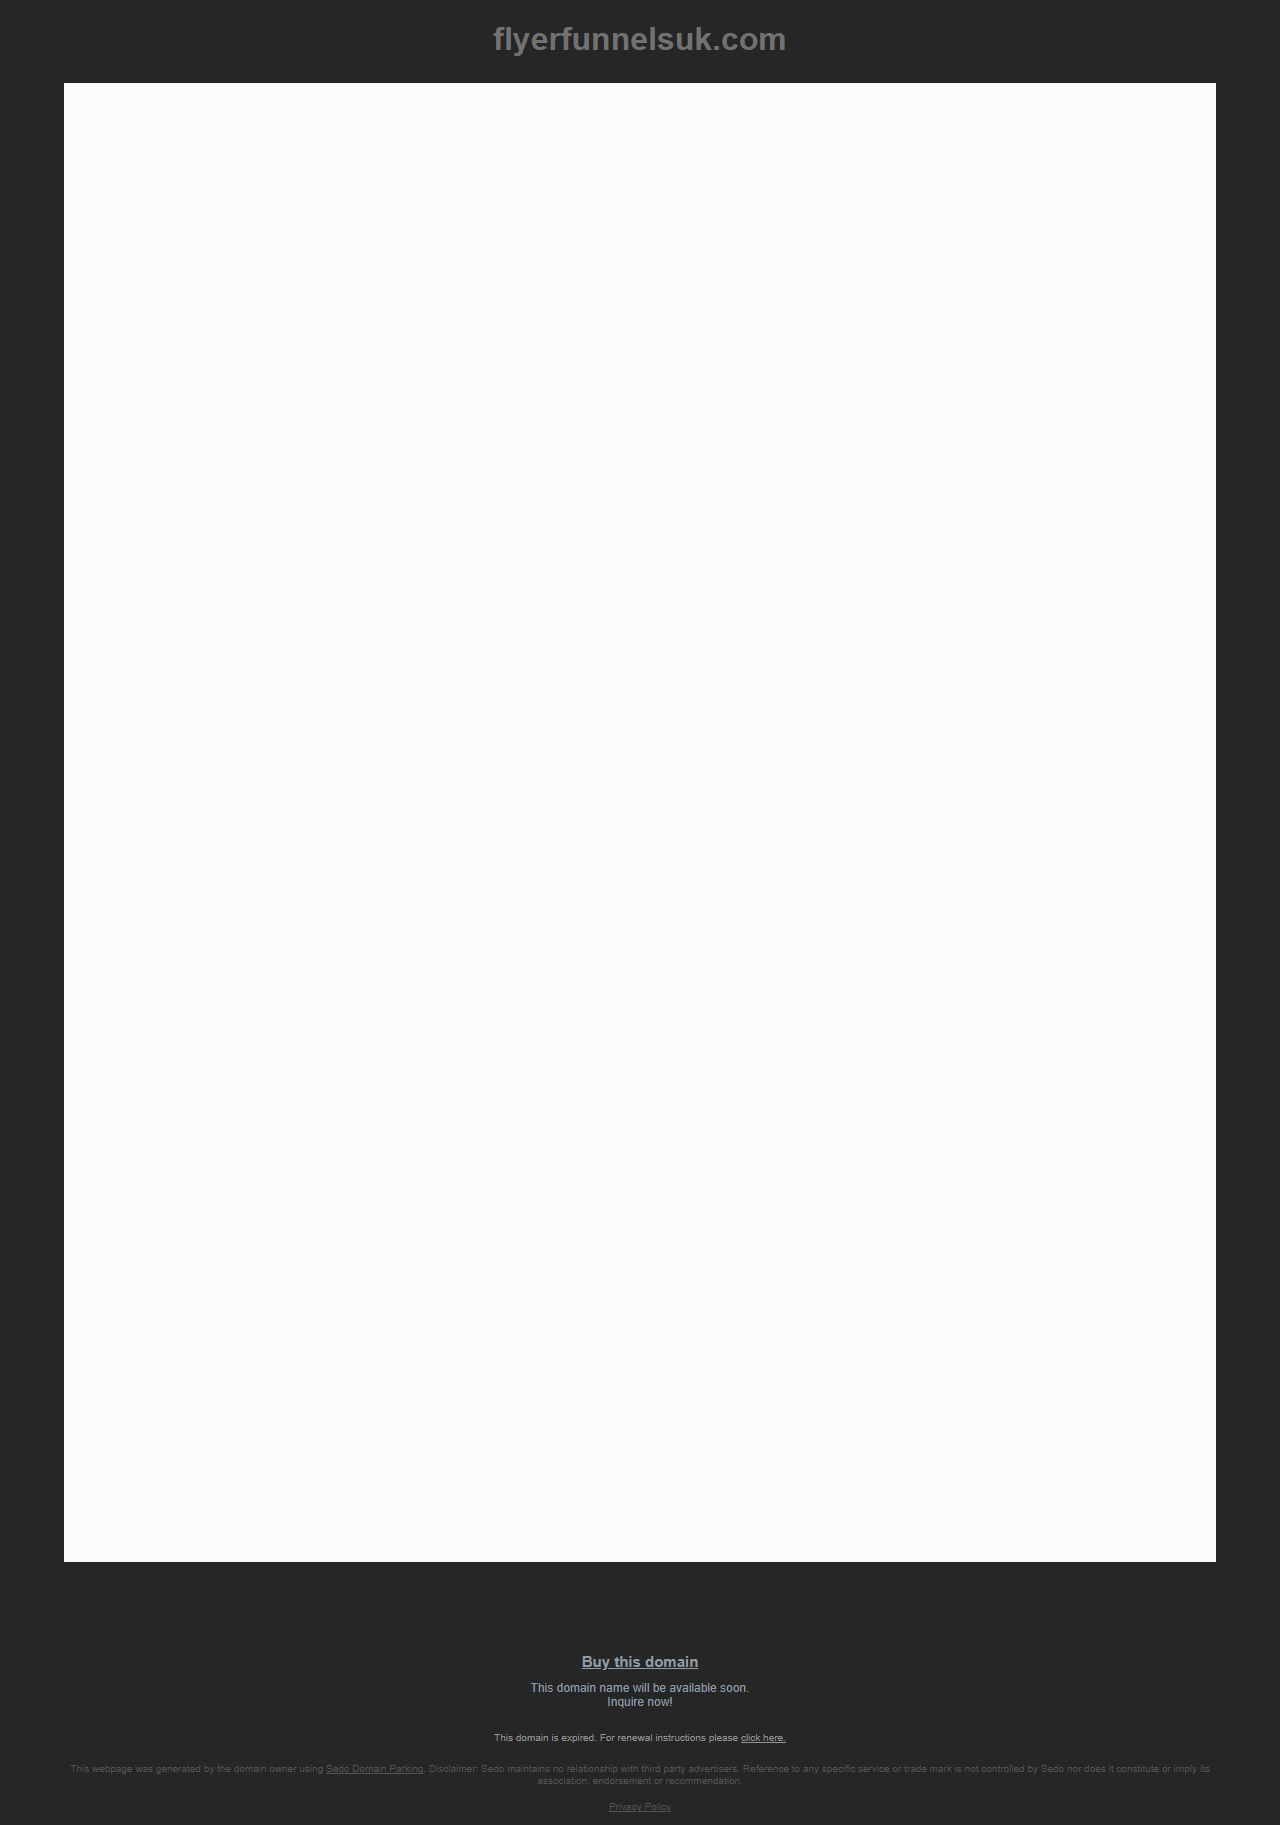 flyerfunnelsuk.com
Buy this domain
This domain name will be available soon.
Inquire now!
This domain is expired. For renewal instructions please click here.
This webpage was generated by the domain owner using Sedo Domain Parking. Disclaimer: Sedo maintains no relationship with third party advertisers. Reference to any specific service or trade mark is not controlled by Sedo nor does it constitute or imply its
association, endorsement or recommendation.
Privacy Policy